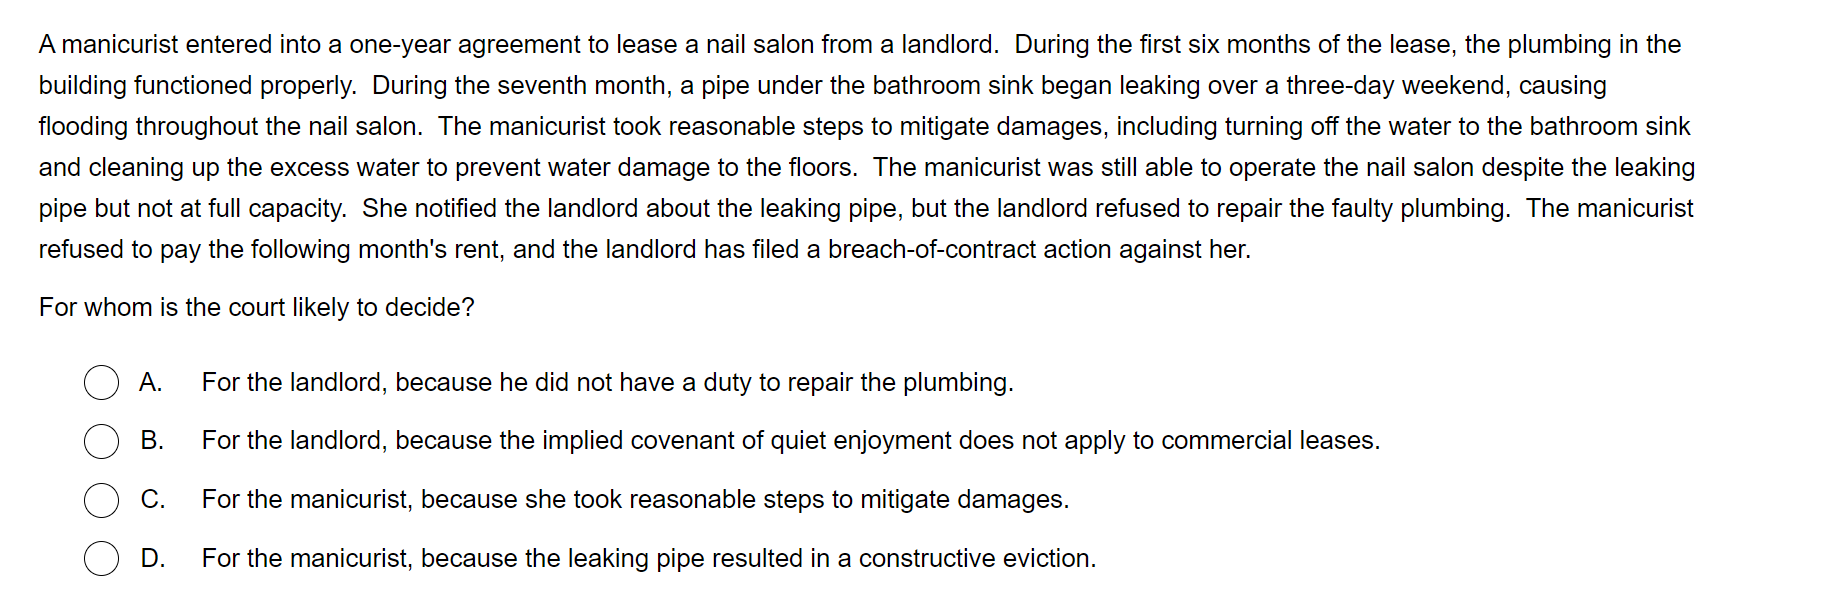 A manicurist entered into a one-year agreement to lease a nail salon from a landlord.  During the first six months of the lease, the plumbing in the
building functioned properly.  During the seventh month, a pipe under the bathroom sink began leaking over a three-day weekend, causing
flooding throughout the nail salon.  The manicurist took reasonable steps to mitigate damages, including turning off the water to the bathroom sink
and cleaning up the excess water to prevent water damage to the floors.  The manicurist was still able to operate the nail salon despite the leaking
pipe but not at full capacity.  She notified the landlord about the leaking pipe, but the landlord refused to repair the faulty plumbing.  The manicurist
refused to pay the following month's rent, and the landlord has filed a breach-of-contract action against her.
For whom is the court likely to decide?
A. For the landlord, because he did not have a duty to repair the plumbing.
B. For the landlord, because the implied covenant of quiet enjoyment does not apply to commercial leases.
C. For the manicurist, because she took reasonable steps to mitigate damages.
D. For the manicurist, because the leaking pipe resulted in a constructive eviction.